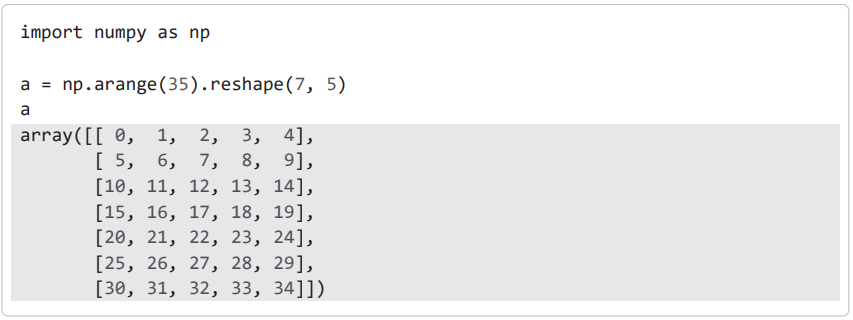 import numpy as np
a = np.arange(35).reshape(7, 5)
a
array([[ 0,  1,  2,  3,  4],
       [ 5,  6,  7,  8,  9],
       [10, 11, 12, 13, 14],
       [15, 16, 17, 18, 19],
       [20, 21, 22, 23, 24],
       [25, 26, 27, 28, 29],
       [30, 31, 32, 33, 34]])